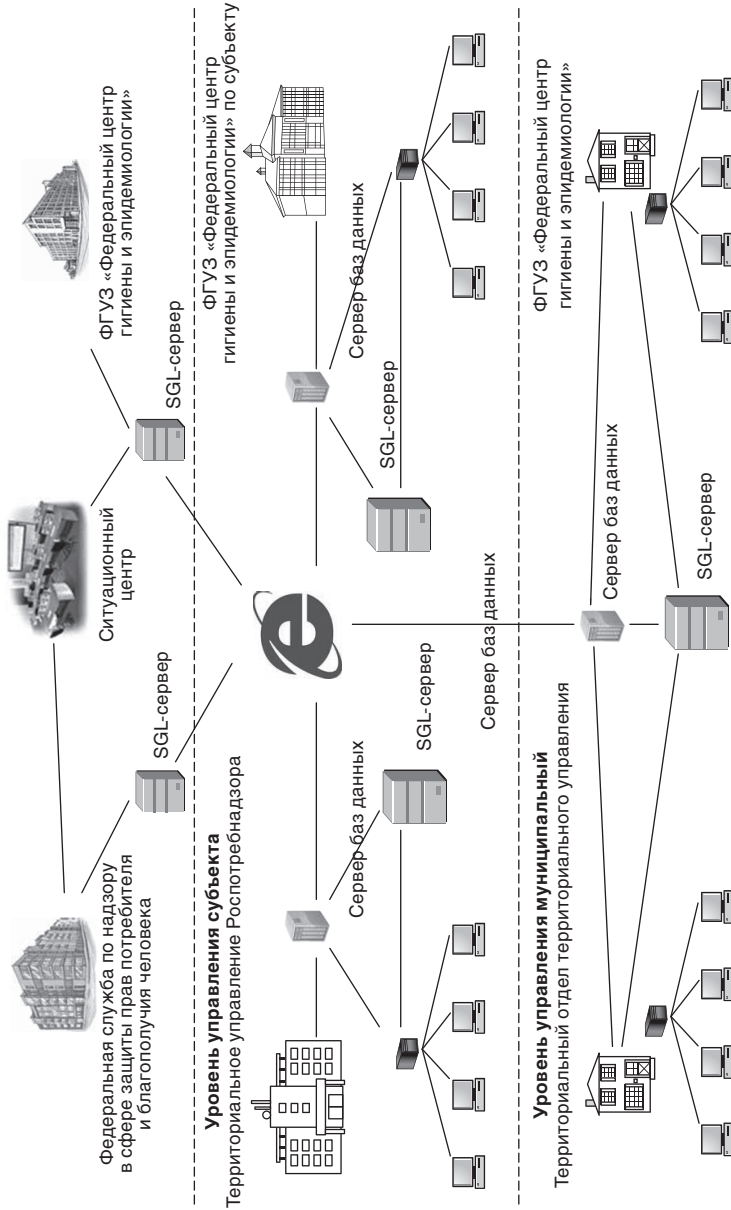 Федеральная служба по надзору
в сфере защиты прав потребителя
и благополучия человека
SGL-сервер
Ситуационный
центр
SGL-сервер
ФГУЗ «Федеральный центр
гигиены и эпидемиологии»
Уровень управления субъекта
Территориальное управление Роспотребнадзора
Сервер баз данных
SGL-сервер
Сервер баз данных
SGL-сервер
Сервер баз данных
ФГУЗ «Федеральный центр
гигиены и эпидемиологии» по субъекту
Уровень управления муниципальный
Территориальный отдел территориального управления
Сервер баз данных
SGL-сервер
ФГУЗ «Федеральный центр
гигиены и эпидемиологии»